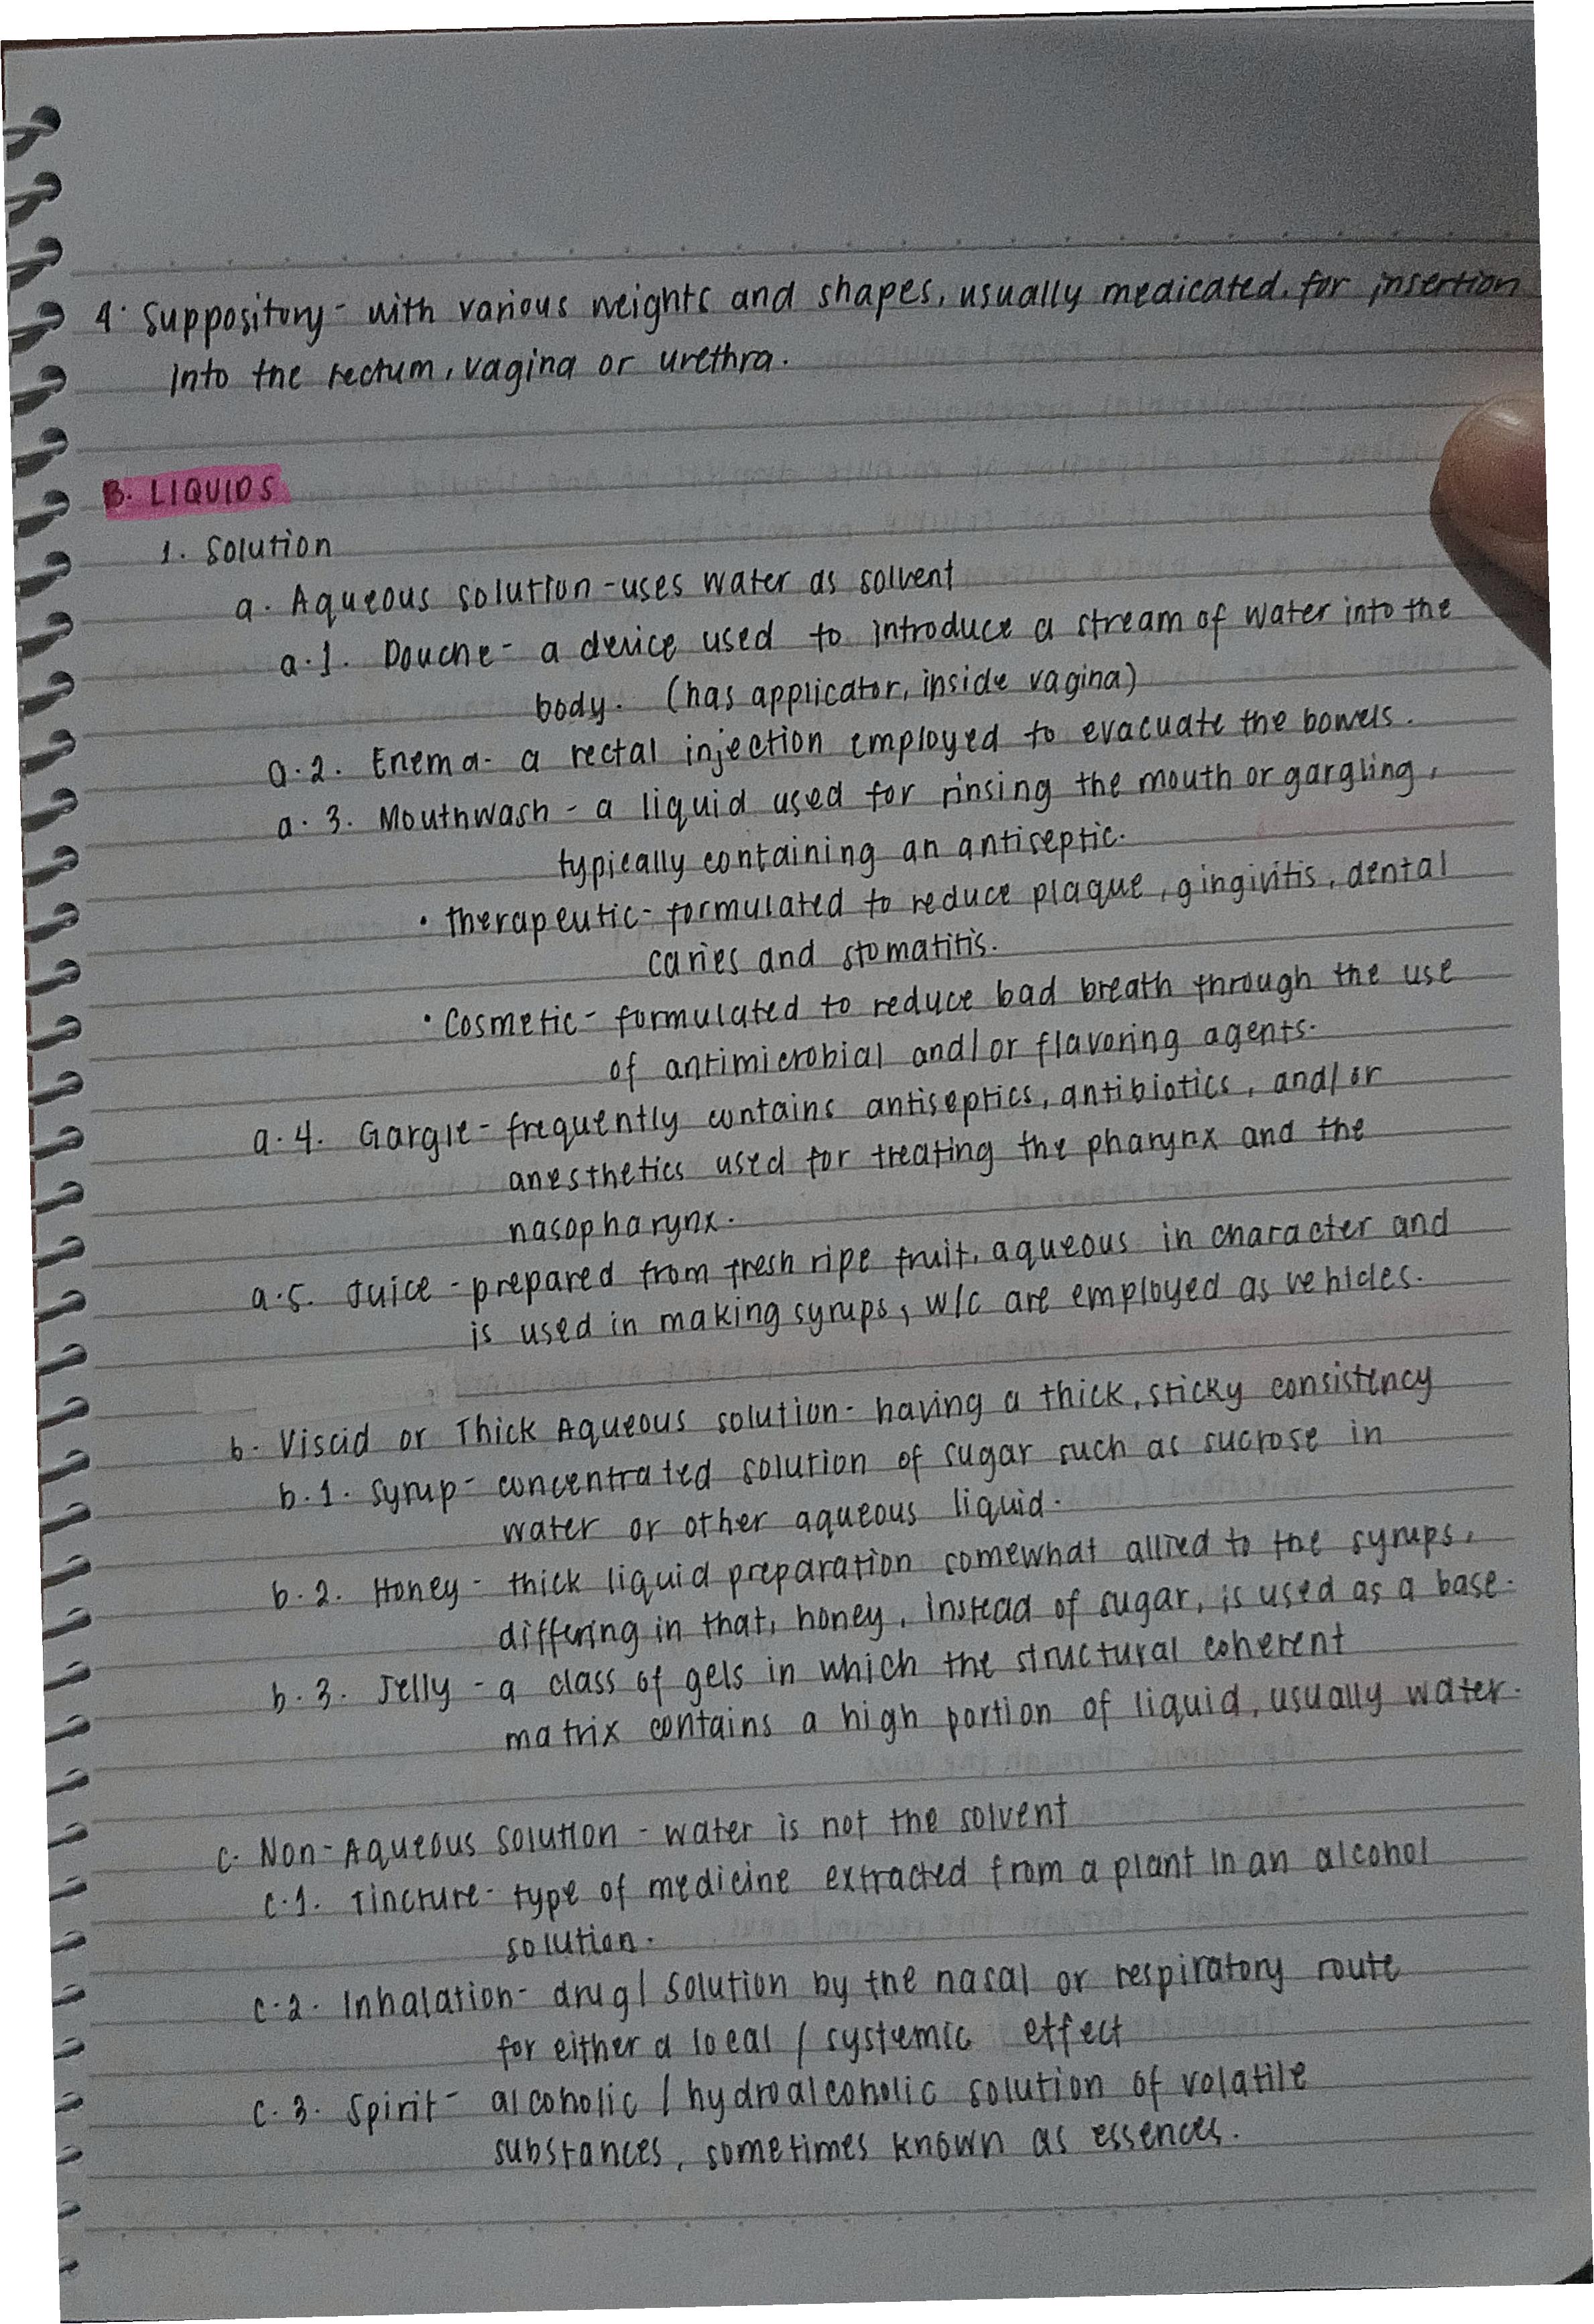 4. Suppository - with various weights and shapes, usually medicated, for insertion
into the rectum, vagina or urethra.
B. LIQUIDS
1. Solution
a. Aqueous solution - uses water as solvent
a.1. Douche - a device used to introduce a stream of water into the
body. (has applicator, inside vagina)
a.2. Enema - a rectal injection employed to evacuate the bowels.
a.3. Mouthwash - a liquid used for rinsing the mouth or gargling,
typically containing an antiseptic.
• Therapeutic - formulated to reduce plaque, gingivitis, dental
caries and stomatitis.
• Cosmetic - formulated to reduce bad breath through the use
of antimicrobial and/or flavoring agents.
a.4. Gargle - frequently contains antiseptics, antibiotics, and/or
anesthetics used for treating the pharynx and the
nasopharynx.
a.5. Juice - prepared from fresh ripe fruit, aqueous in character and
is used in making syrups, w/c are employed as vehicles.
b. Viscid or Thick Aqueous solution - having a thick, sticky consistency
b.1. Syrup - concentrated solution of sugar such as sucrose in
water or other aqueous liquid.
b.2. Honey - thick liquid preparation somewhat allied to the syrups,
differing in that, honey, instead of sugar, is used as a base.
b.3. Jelly - a class of gels in which the structural coherent
matrix contains a high portion of liquid, usually water.
c. Non-Aqueous Solution - water is not the solvent
c.1. Tincture - type of medicine extracted from a plant in an alcohol
solution.
c.2. Inhalation - drug/solution by the nasal or respiratory route
for either a local / systemic effect
c.3. Spirit - alcoholic / hydroalcoholic solution of volatile
substances, sometimes known as essences.